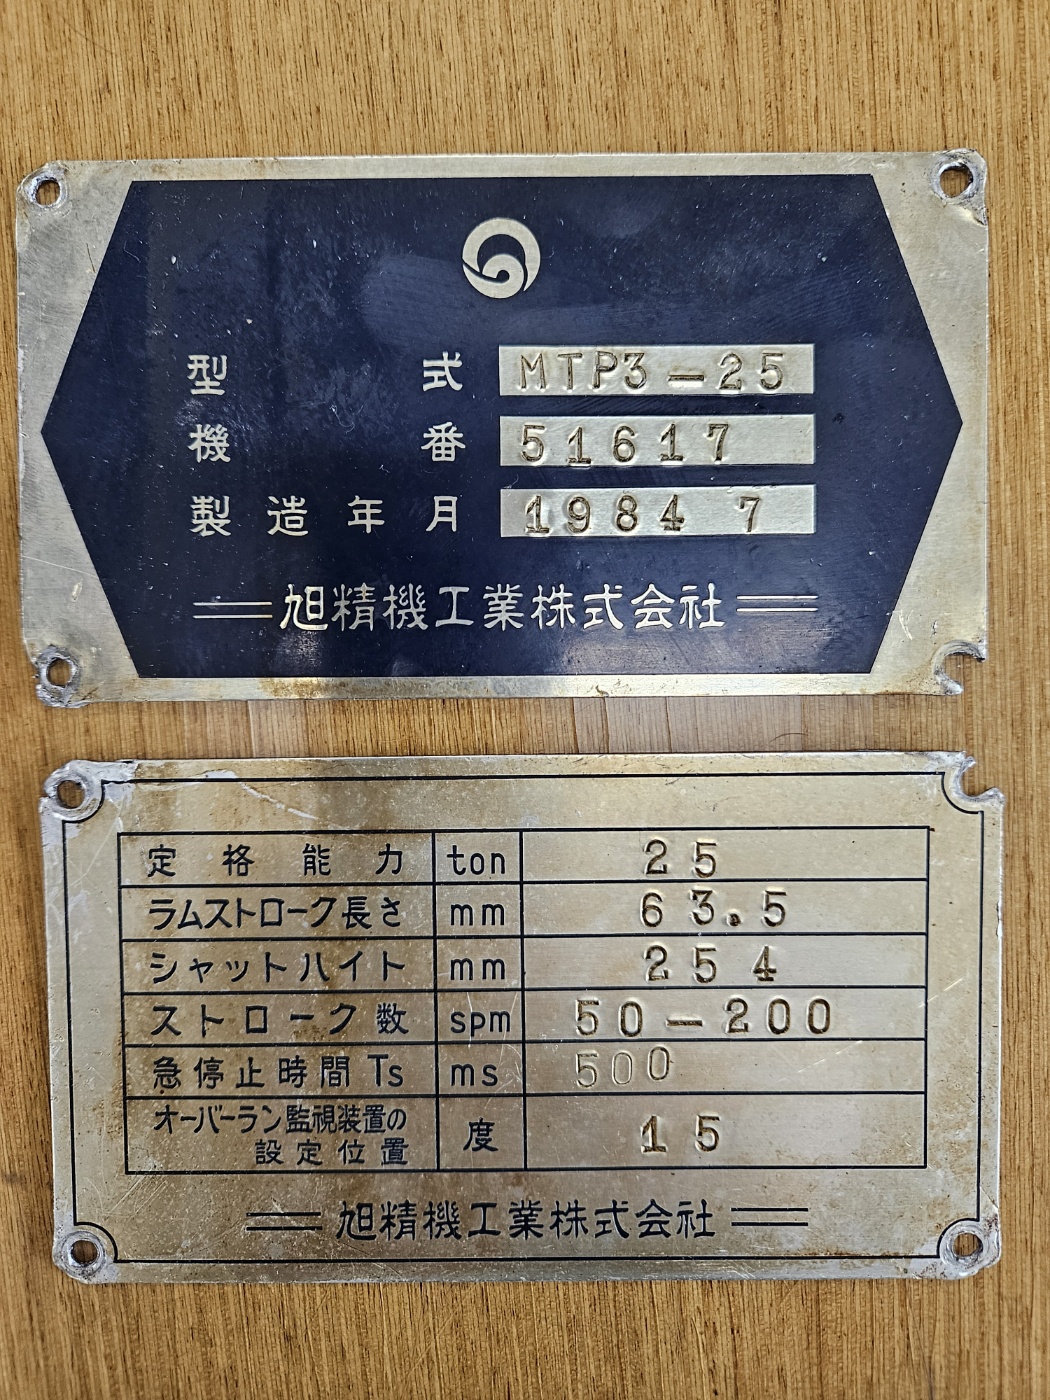 型式 MTP3-25
機番 51617
製造年月 1984 7
旭精機工業株式会社
定格能力 ton 25
ラムストローク長さ mm 63.5
シャットハイト mm 254
ストローク数 spm 50-200
急停止時間 Ts ms 500
オーバーラン監視装置の
設定位置 度 15
旭精機工業株式会社